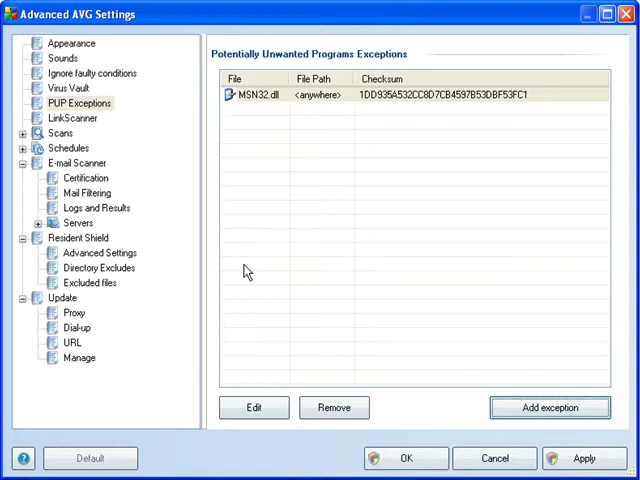 Advanced AVG Settings
Appearance
Sounds
Ignore faulty conditions
Virus Vault
PUP Exceptions
LinkScanner
Scans
Schedules
E-mail Scanner
Certification
Mail Filtering
Logs and Results
Servers
Resident Shield
Advanced Settings
Directory Excludes
Excluded files
Update
Proxy
Dial-up
URL
Manage
Potentially Unwanted Programs Exceptions
File File Path Checksum
MSN32.dll <anywhere> 1DD935A532CC8D7CB4597B53DBF53FC1
Edit Remove Add exception
? Default OK Cancel Apply